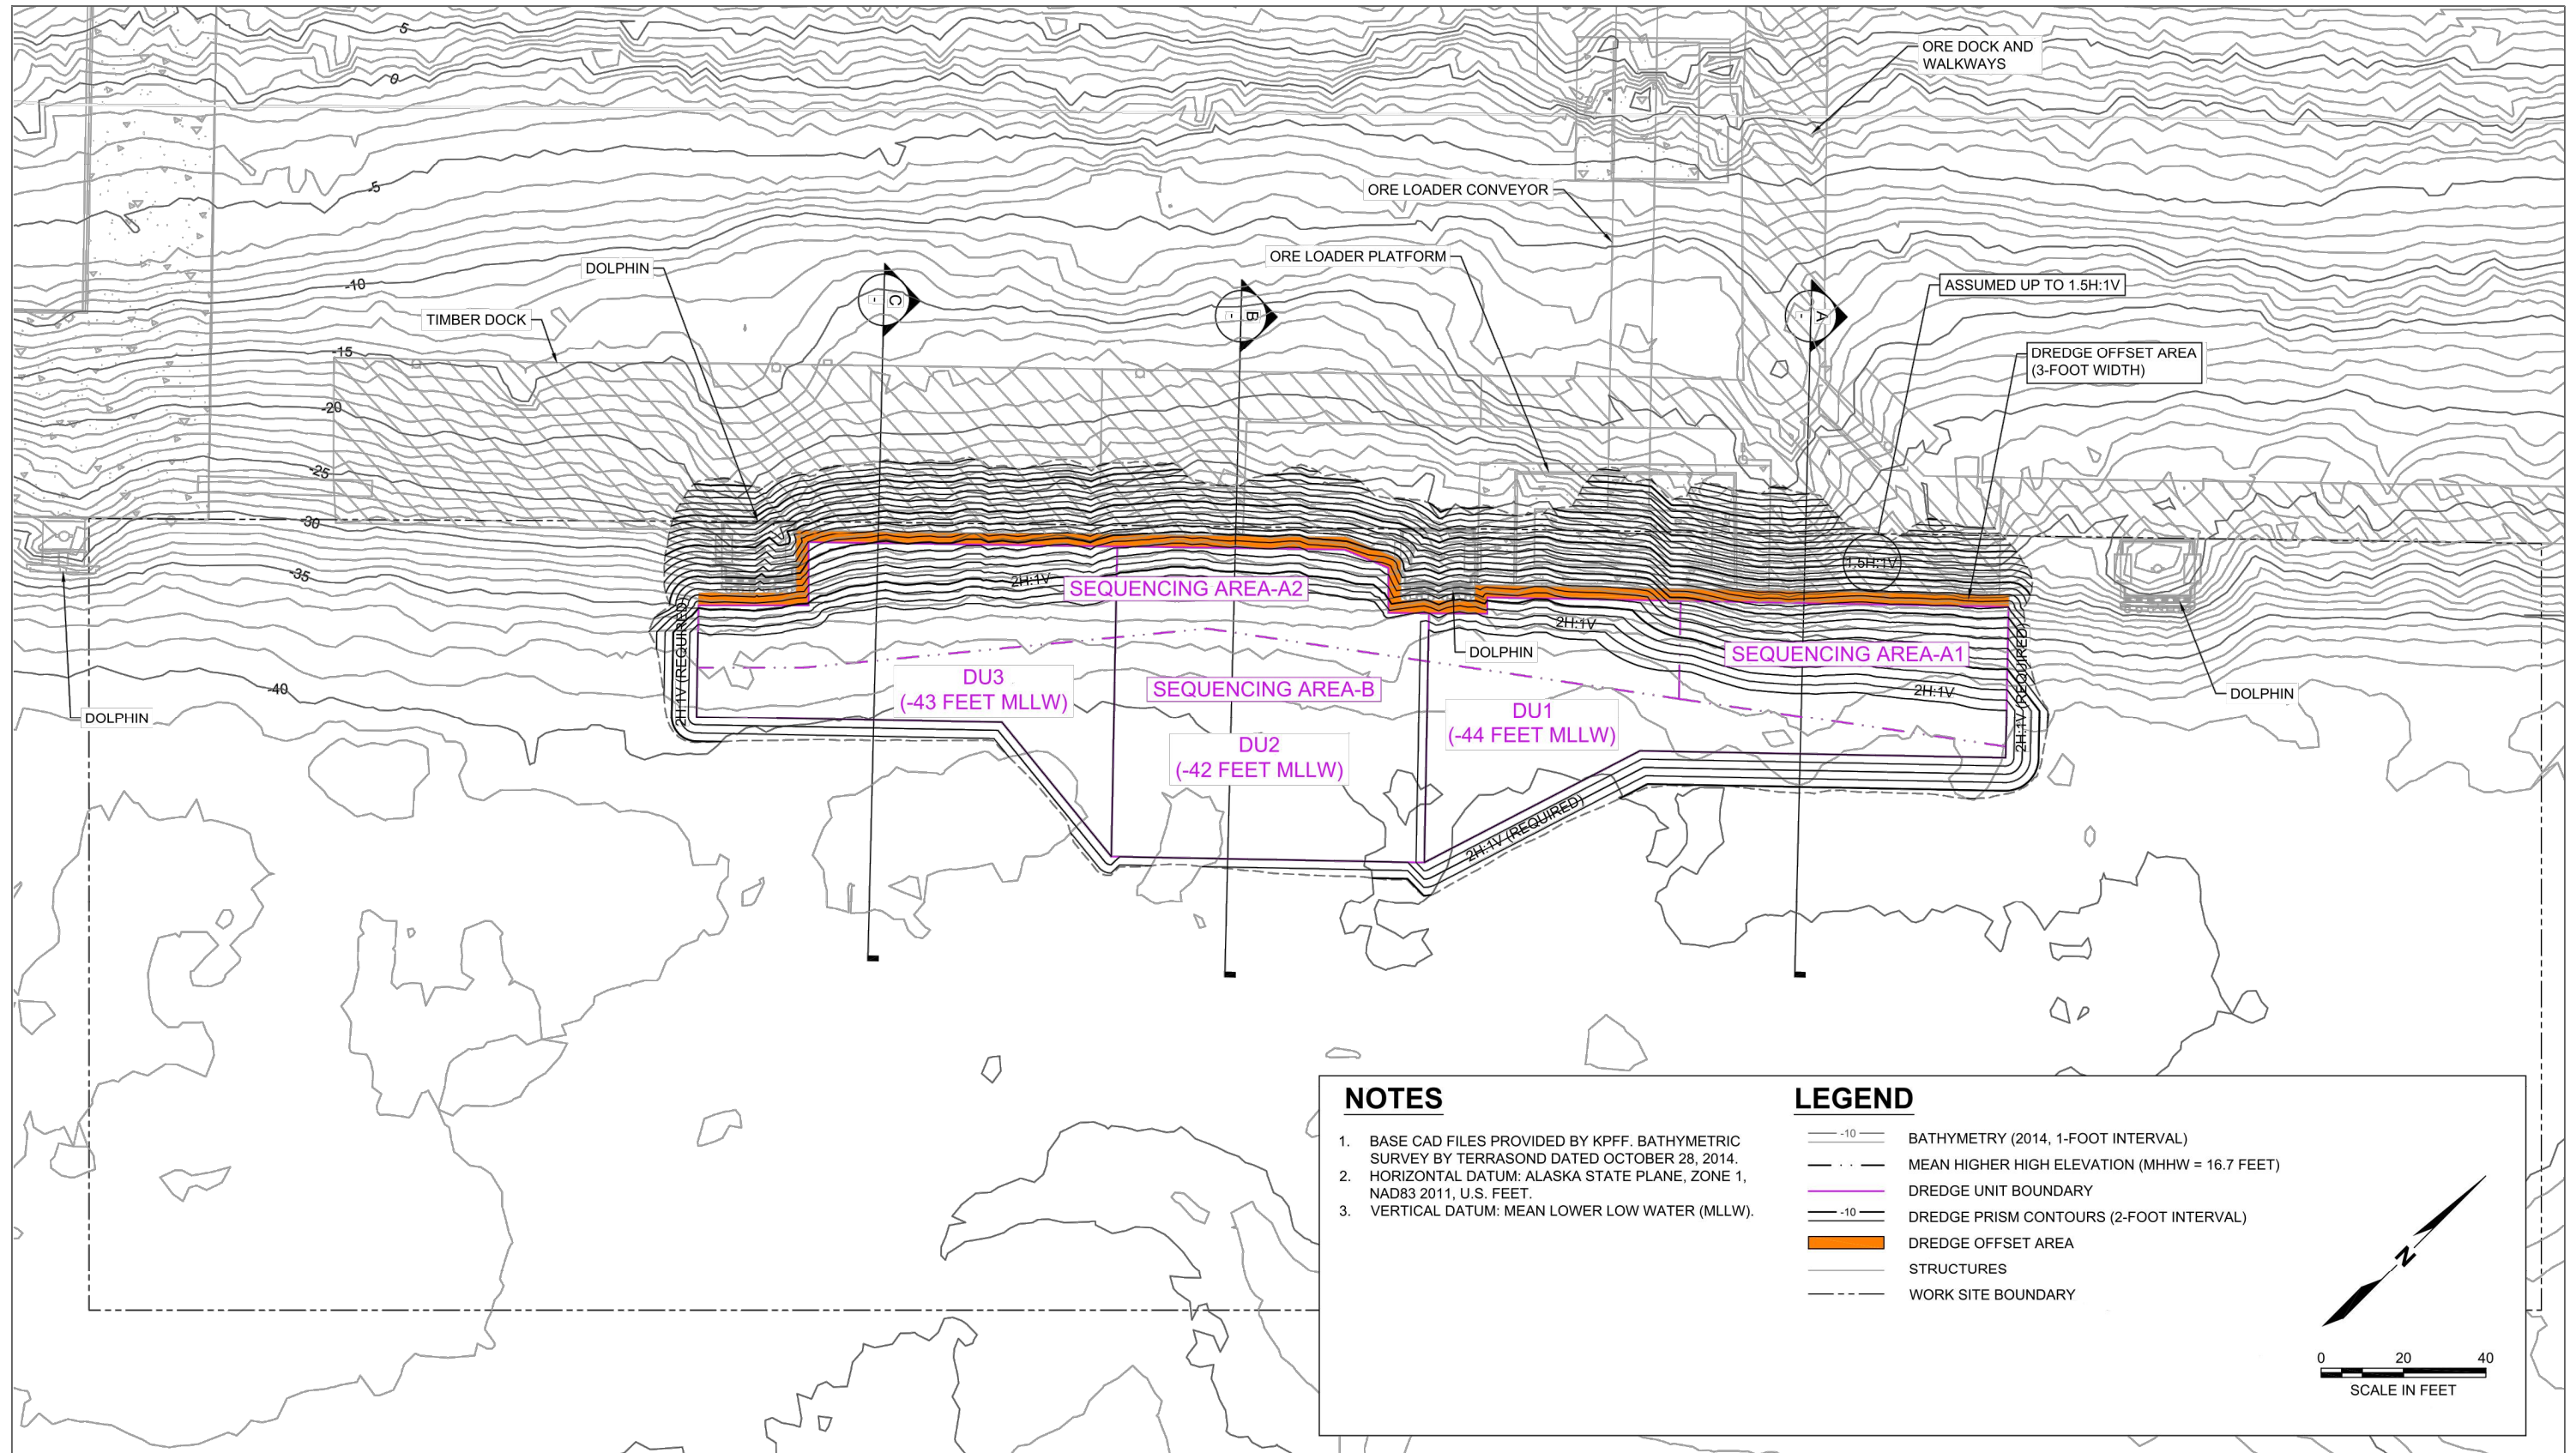 5
0
-5
-10
-15
-20
-25
-30
-35
-40
ORE DOCK AND
WALKWAYS
ORE LOADER CONVEYOR
ORE LOADER PLATFORM
DOLPHIN
TIMBER DOCK
C
-
B
-
A
-
ASSUMED UP TO 1.5H:1V
DREDGE OFFSET AREA
(3-FOOT WIDTH)
1.5H:1V
2H:1V
SEQUENCING AREA-A2
2H:1V (REQUIRED)
2H:1V
DOLPHIN
SEQUENCING AREA-A1
2H:1V
2H:1V (REQUIRED)
2H:1V
DU3
(-43 FEET MLLW)
SEQUENCING AREA-B
DU1
(-44 FEET MLLW)
DU2
(-42 FEET MLLW)
2H:1V (REQUIRED)
DOLPHIN
DOLPHIN
NOTES
1. BASE CAD FILES PROVIDED BY KPFF. BATHYMETRIC
SURVEY BY TERRASOND DATED OCTOBER 28, 2014.
2. HORIZONTAL DATUM: ALASKA STATE PLANE, ZONE 1,
NAD83 2011, U.S. FEET.
3. VERTICAL DATUM: MEAN LOWER LOW WATER (MLLW).
LEGEND
-10 BATHYMETRY (2014, 1-FOOT INTERVAL)
MEAN HIGHER HIGH ELEVATION (MHHW = 16.7 FEET)
DREDGE UNIT BOUNDARY
-10 DREDGE PRISM CONTOURS (2-FOOT INTERVAL)
DREDGE OFFSET AREA
STRUCTURES
WORK SITE BOUNDARY
N
0 20 40
SCALE IN FEET